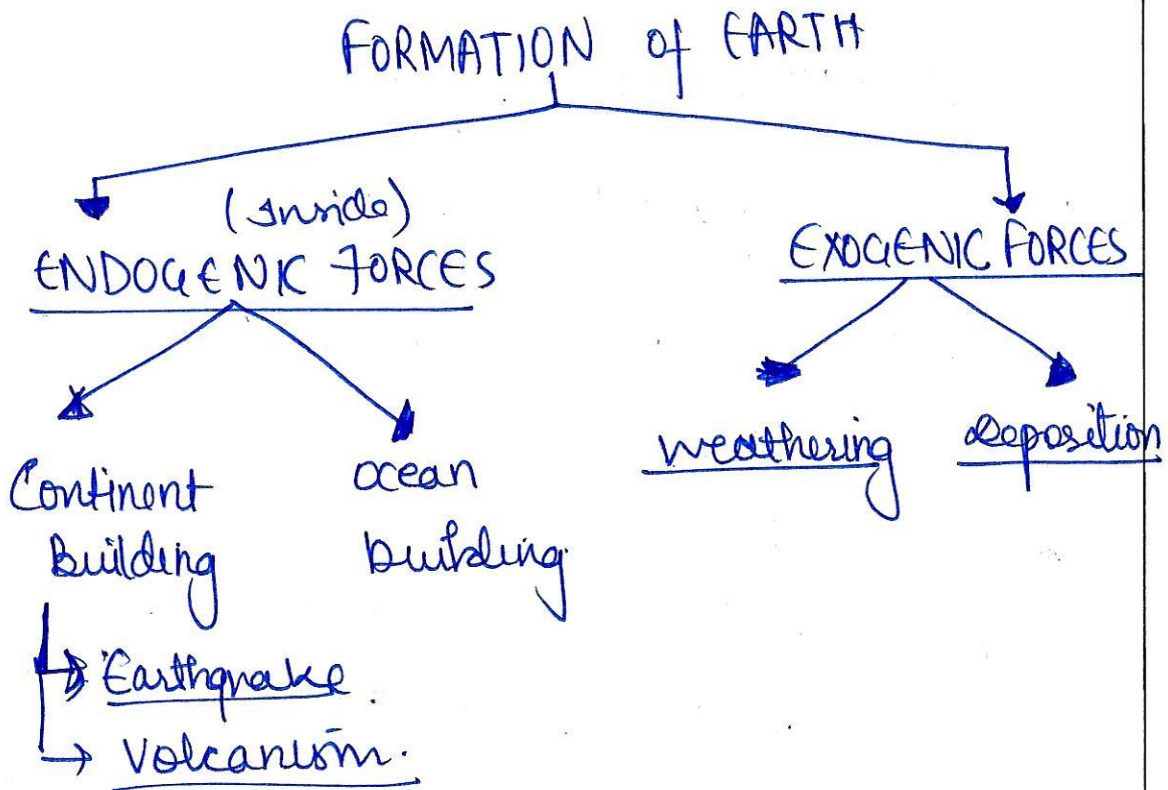 FORMATION of EARTH
(Inside)
ENDOGENIC FORCES
EXOGENIC FORCES
Continent
Building
ocean
building
weathering
Deposition
Earthquake.
Volcanism.